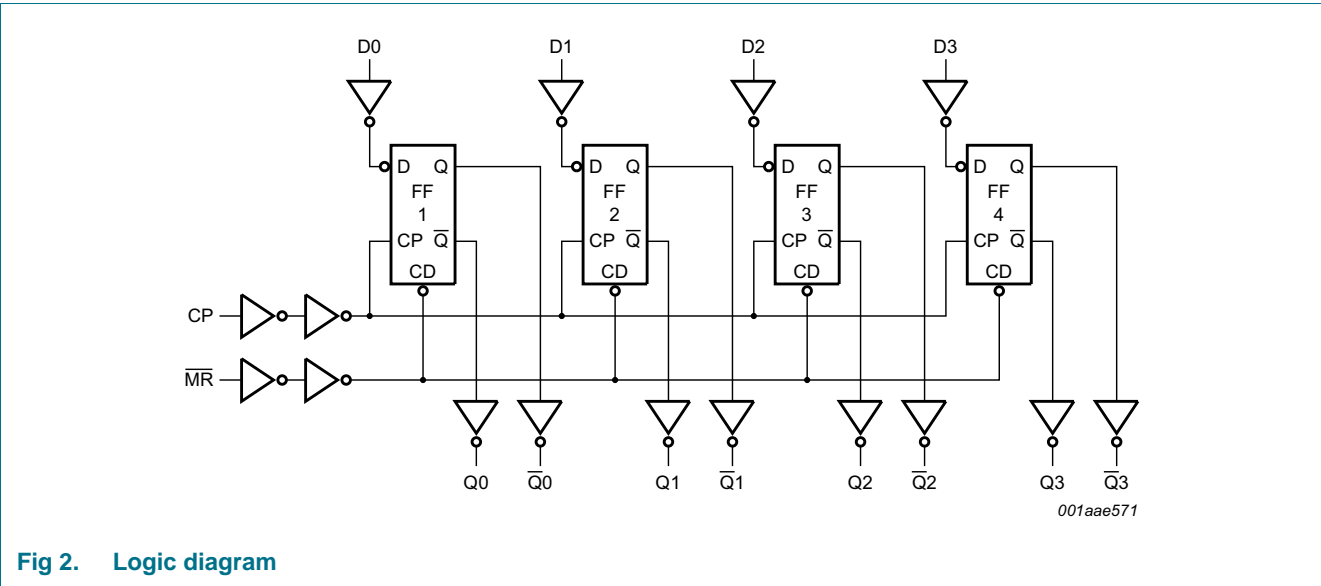 D0 D1 D2 D3
D Q D Q D Q D Q
FF FF FF FF
1 2 3 4
CP Q̅ CP Q̅ CP Q̅ CP Q̅
CD CD CD CD
CP
M̅R̅
Q0 Q̅0 Q1 Q̅1 Q2 Q̅2 Q3 Q̅3
001aae571
Fig 2. Logic diagram